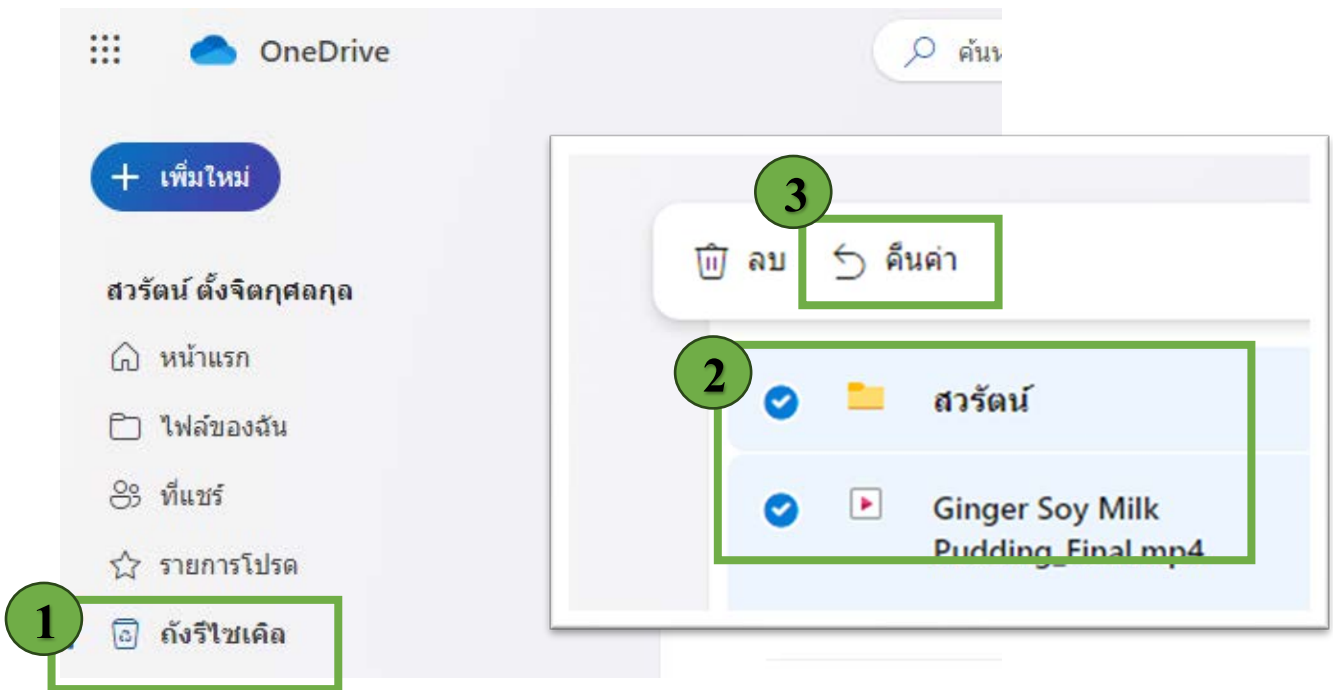 OneDrive
ค้นห
เพิ่มใหม่
สวรัตน์ ตั้งจิตกุศลกุล
หน้าแรก
ไฟล์ของฉัน
ที่แชร์
รายการโปรด
1
ถังรีไซเคิล
3
ลบ
คืนค่า
2
สวรัตน์
Ginger Soy Milk
Pudding_Final.mp4